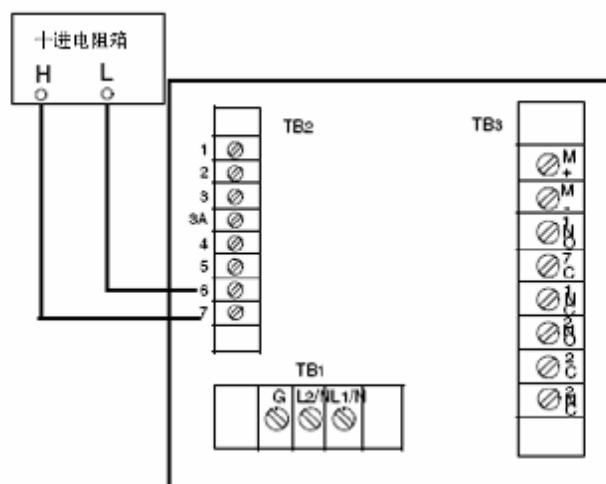 十进电阻箱
H L
TB2
TB3
1
2
3
3A
4
5
6
7
M+
M-
1NO
7C
1NC
2NO
2C
2NC
TB1
G L2/N L1/N